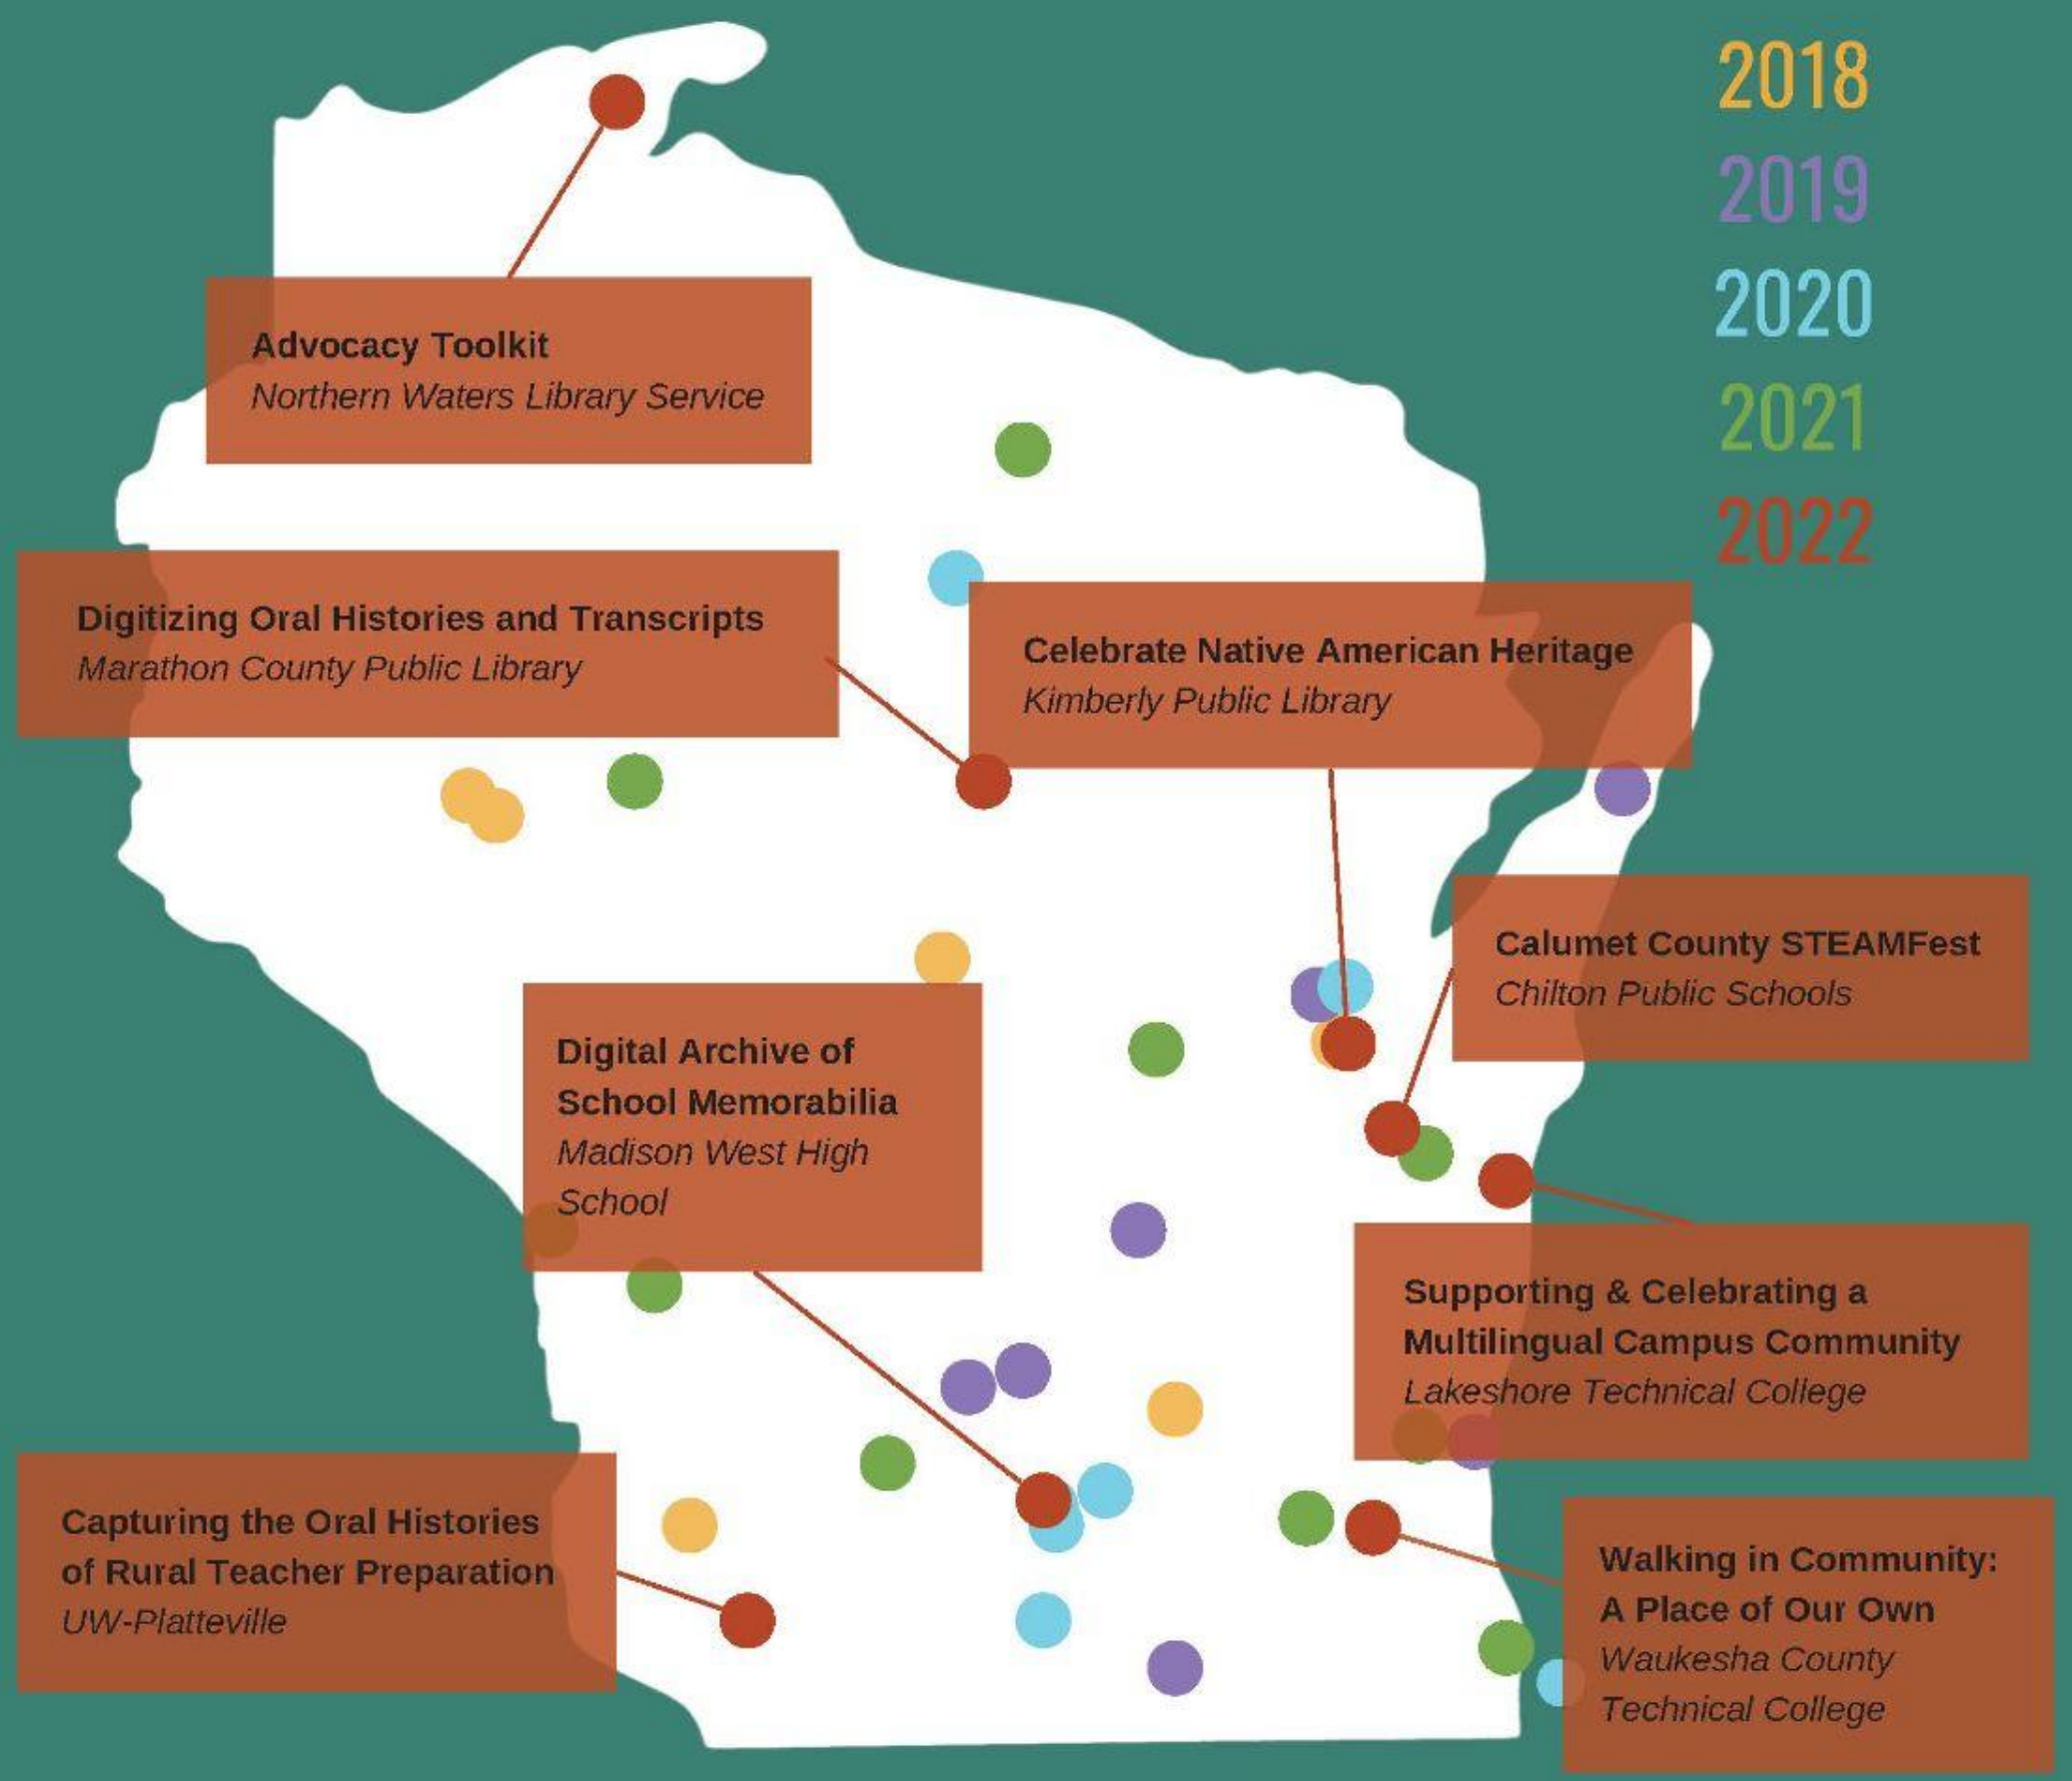 2018
2019
2020
2021
2022
Advocacy Toolkit
Northern Waters Library Service
Digitizing Oral Histories and Transcripts
Marathon County Public Library
Celebrate Native American Heritage
Kimberly Public Library
Calumet County STEAMFest
Chilton Public Schools
Digital Archive of
School Memorabilia
Madison West High
School
Supporting & Celebrating a
Multilingual Campus Community
Lakeshore Technical College
Capturing the Oral Histories
of Rural Teacher Preparation
UW-Platteville
Walking in Community:
A Place of Our Own
Waukesha County
Technical College